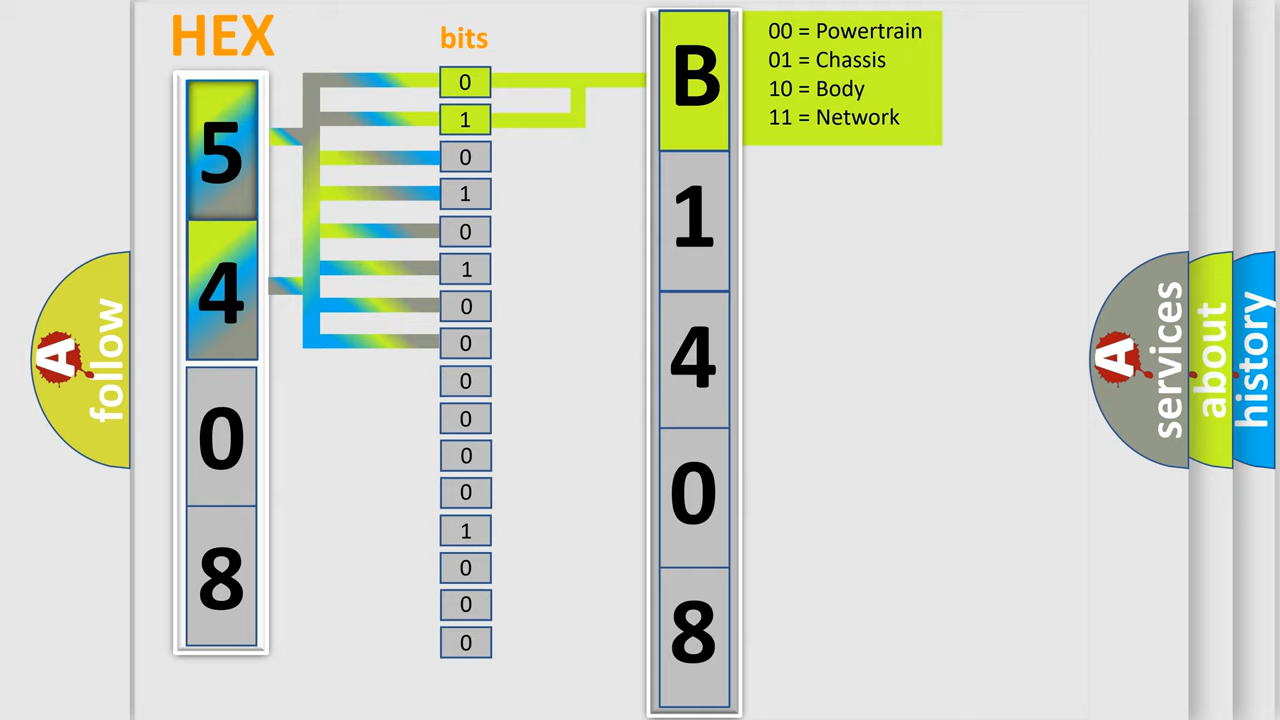 HEX
bits
5
4
0
8
0
1
0
1
0
1
0
0
0
0
0
0
1
0
0
0
B
1
4
0
8
00 = Powertrain
01 = Chassis
10 = Body
11 = Network
A
follow
A
services
about
history